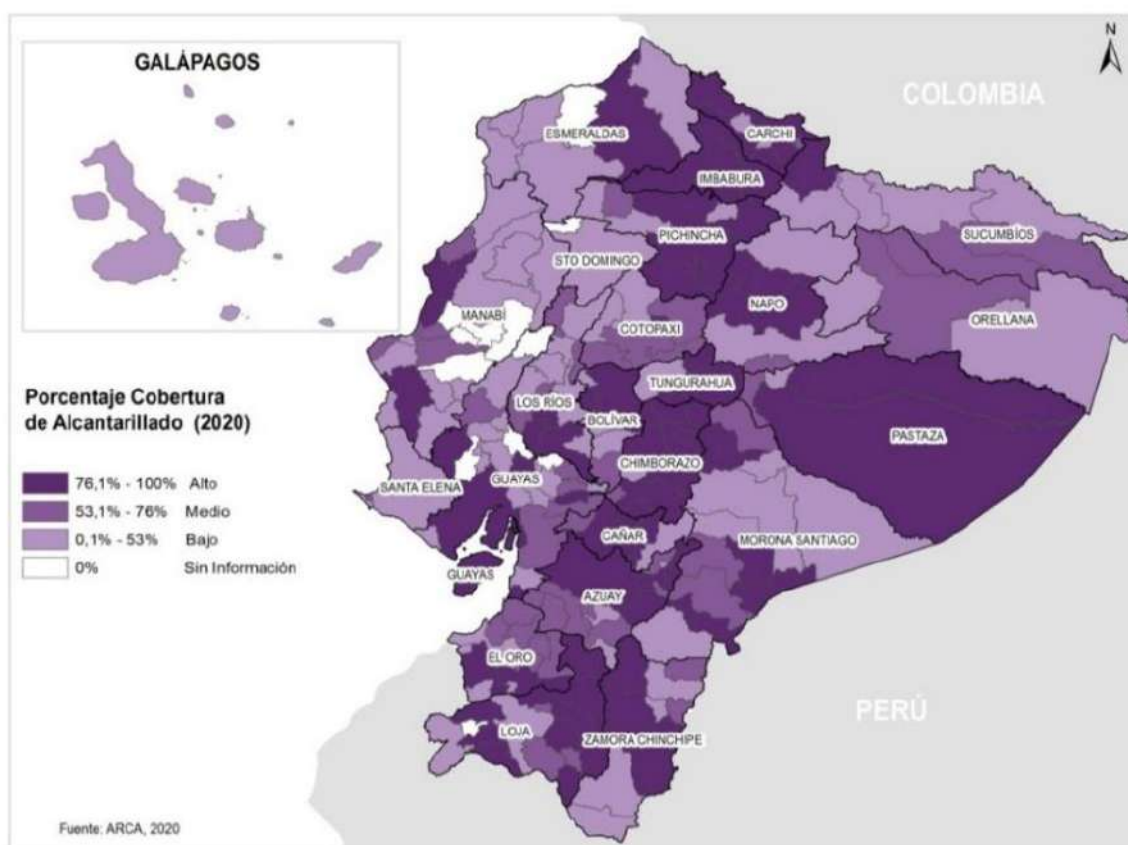 GALÁPAGOS
N
COLOMBIA
ESMERALDAS
CARCHI
IMBABURA
PICHINCHA
SUCUMBÍOS
STO DOMINGO
NAPO
MANABÍ
COTOPAXI
ORELLANA
TUNGURAHUA
LOS RÍOS
BOLÍVAR
PASTAZA
CHIMBORAZO
GUAYAS
SANTA ELENA
CAÑAR
MORONA SANTIAGO
GUAYAS
AZUAY
EL ORO
PERÚ
LOJA
ZAMORA CHINCHIPE
Porcentaje Cobertura
de Alcantarillado (2020)
76,1% - 100% Alto
53,1% - 76% Medio
0,1% - 53% Bajo
0% Sin Información
Fuente: ARCA, 2020